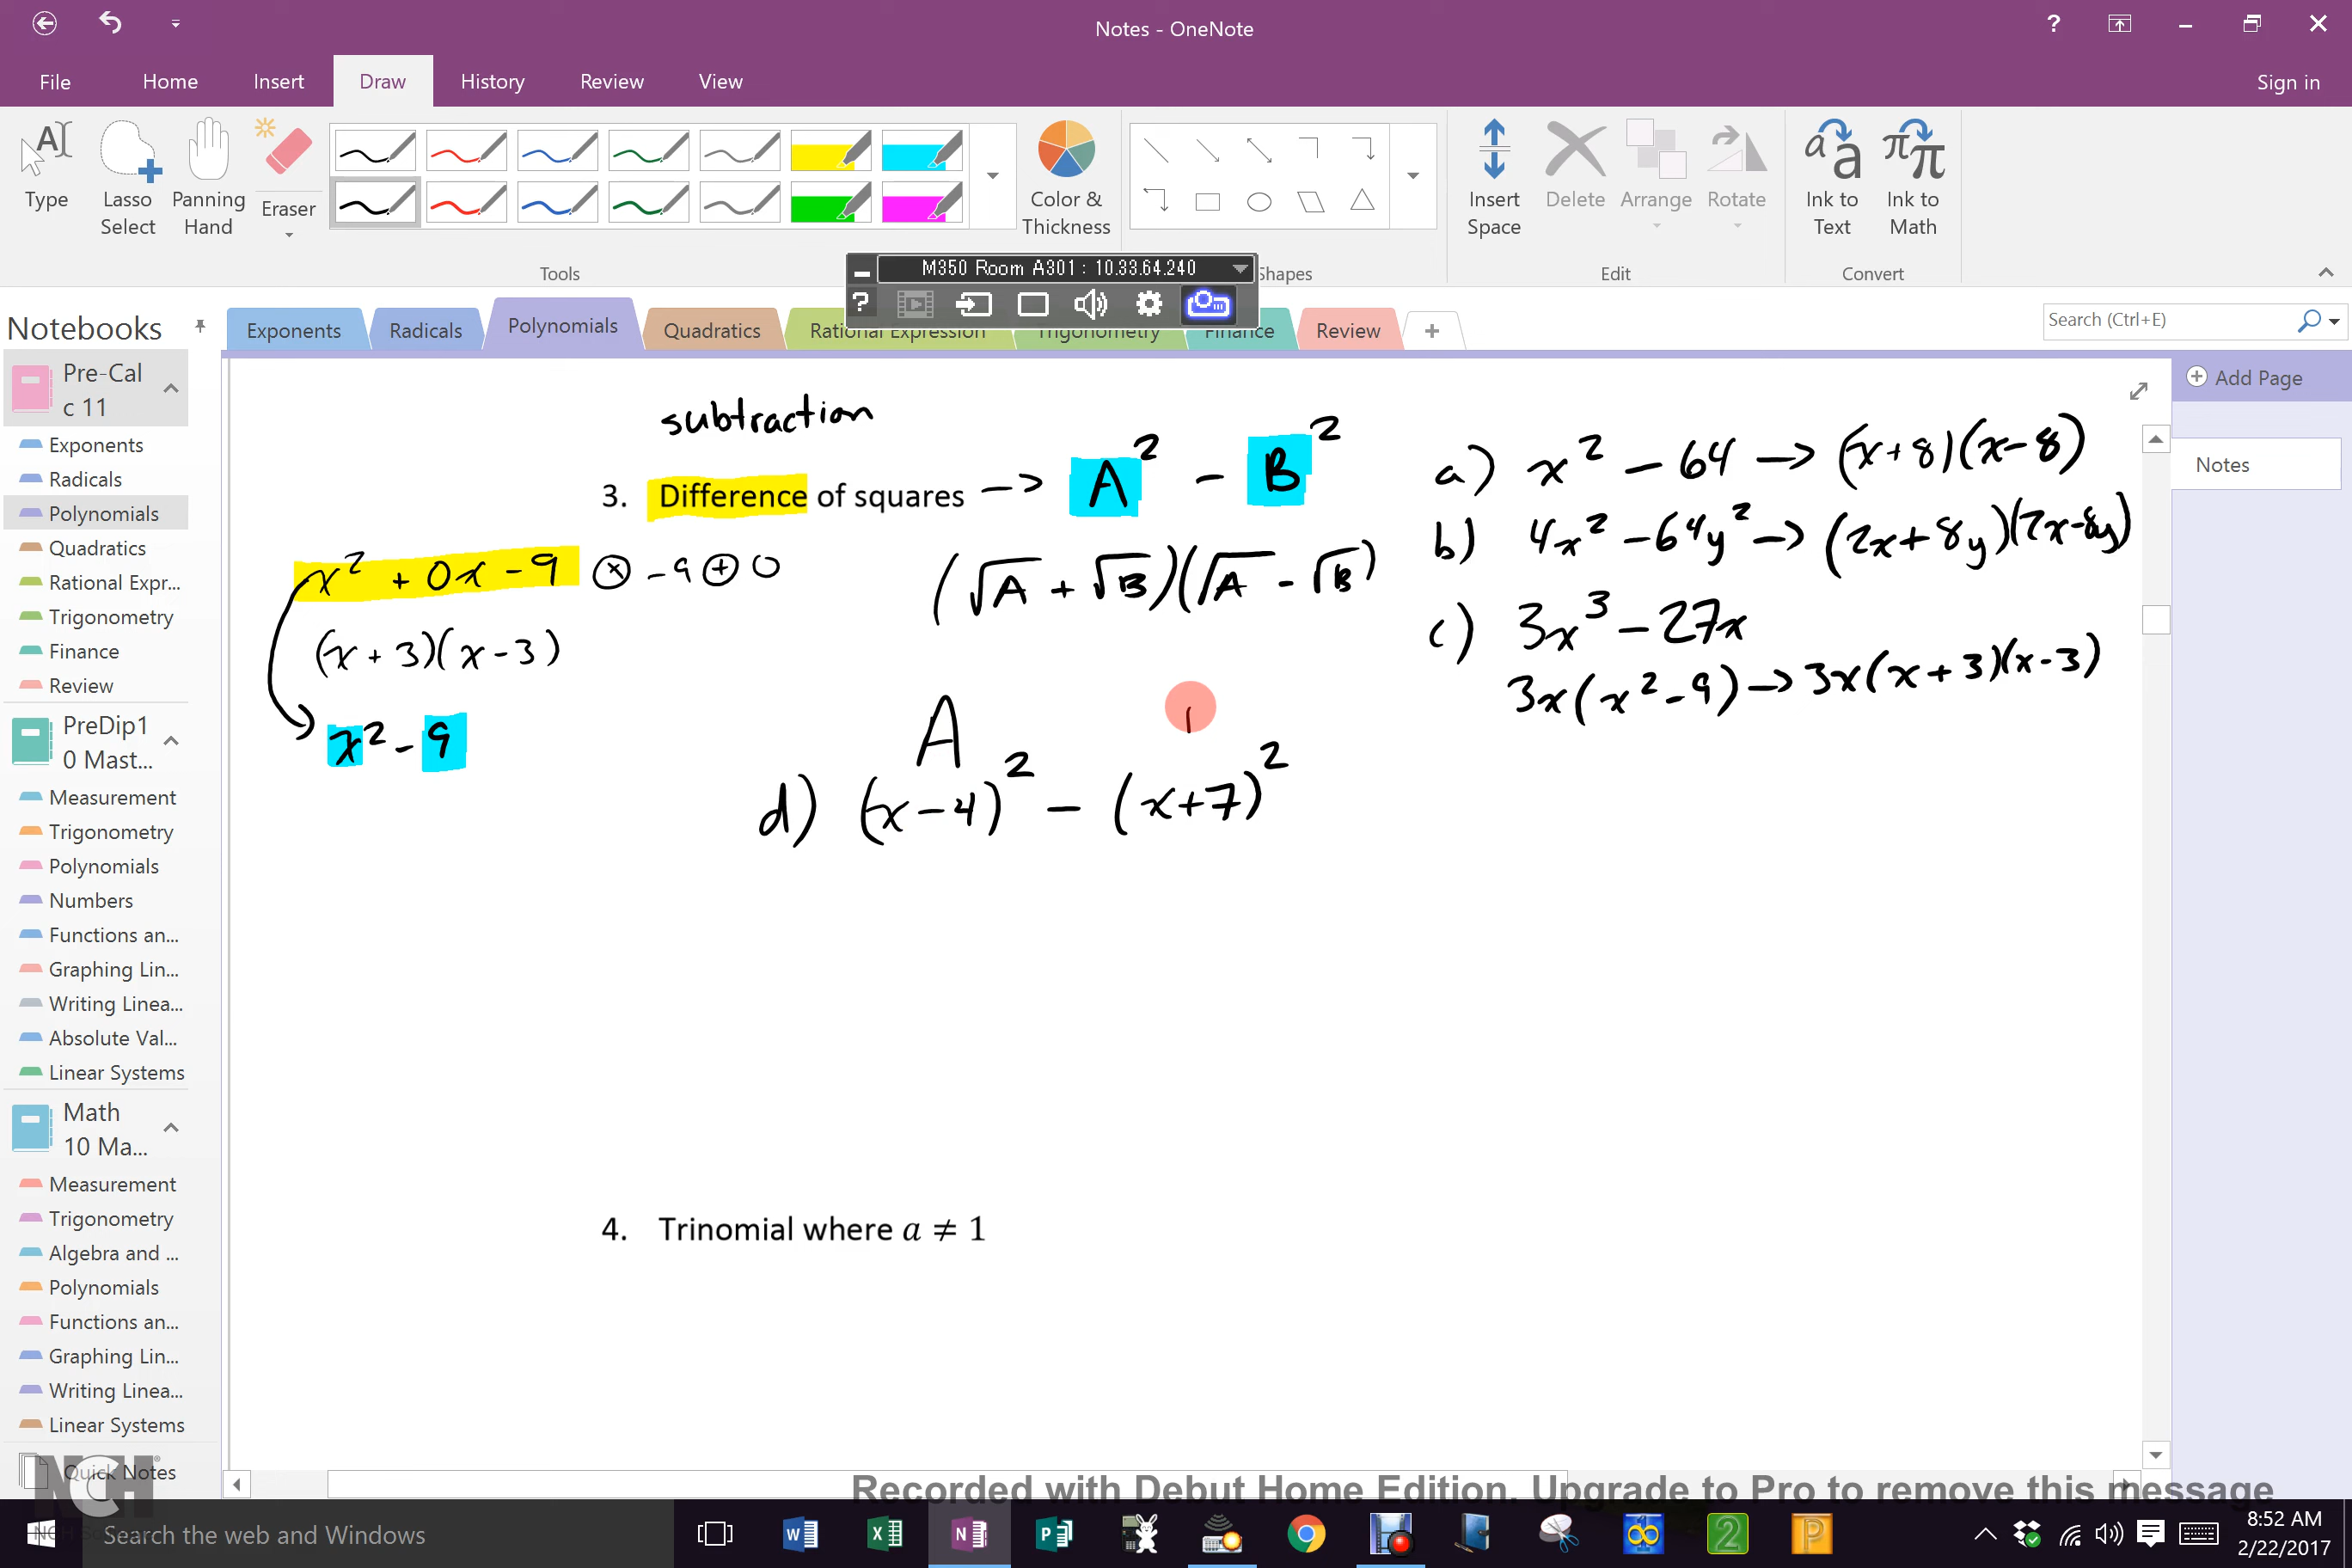 Notes - OneNote
?
File Home Insert Draw History Review View Sign in
Type
Lasso Select
Panning Hand
Eraser
Color & Thickness
Insert Space
Delete
Arrange
Rotate
Ink to Text
Ink to Math
Tools
Shapes
Edit
Convert
M350 Room A301 : 10.33.64.240
?
Notebooks
Exponents Radicals Polynomials Quadratics Rational Expression Trigonometry Finance Review +
Search (Ctrl+E)
Add Page
Notes
Pre-Cal
c 11
Exponents
Radicals
Polynomials
Quadratics
Rational Expr...
Trigonometry
Finance
Review
PreDip1
0 Mast...
Measurement
Trigonometry
Polynomials
Numbers
Functions an...
Graphing Lin...
Writing Linea...
Absolute Val...
Linear Systems
Math
10 Ma...
Measurement
Trigonometry
Algebra and ...
Polynomials
Functions an...
Graphing Lin...
Writing Linea...
Linear Systems
Quick Notes
subtraction
3. Difference of squares → A² - B²
(√A + √B)(√A - √B)
x² + 0x - 9 ⊗ -9 ⊕ 0
(x + 3)(x - 3)
x² - 9
a) x² - 64 → (x+8)(x-8)
b) 4x² - 64y² → (2x+8y)(2x-8y)
c) 3x³ - 27x
3x(x² - 9) → 3x(x + 3)(x - 3)
A
d) (x-4)² - (x+7)²
4. Trinomial where a ≠ 1
Recorded with Debut Home Edition. Upgrade to Pro to remove this message
NCH
Search the web and Windows
8:52 AM
2/22/2017